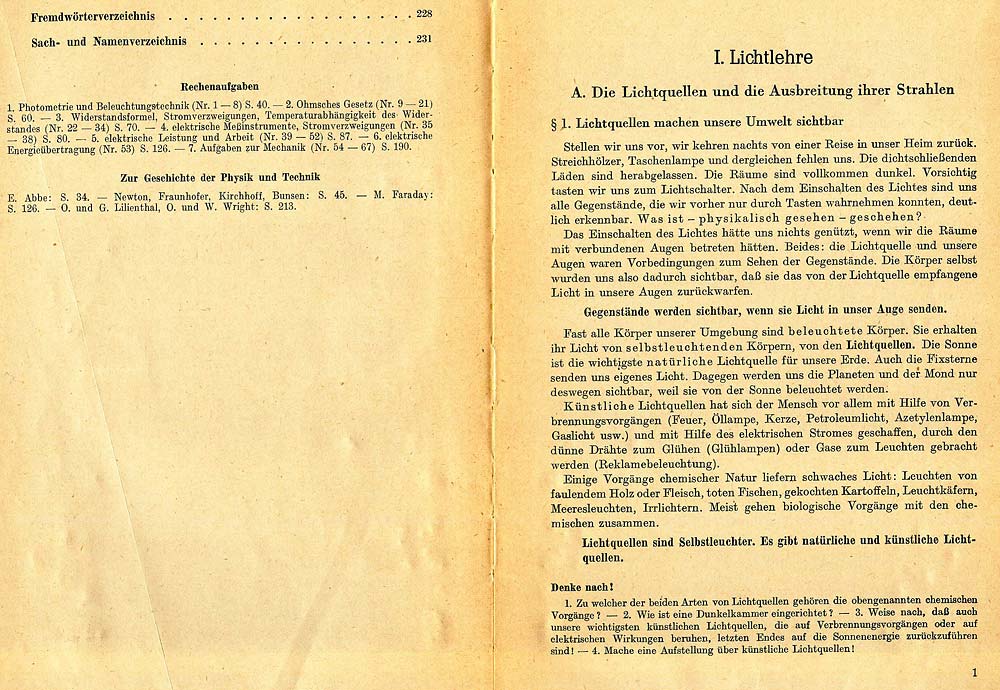 Fremdwörterverzeichnis . . . . . . . . . . . . . . . . . . 228
Sach- und Namenverzeichnis . . . . . . . . . . . . . . . . 231
Rechenaufgaben
1. Photometrie und Beleuchtungstechnik (Nr. 1 — 8) S. 40. — 2. Ohmsches Gesetz (Nr. 9 — 21)
S. 60. — 3. Widerstandsformel, Stromverzweigungen, Temperaturabhängigkeit des Wider-
standes (Nr. 22 — 34) S. 70. — 4. elektrische Meßinstrumente, Stromverzweigungen (Nr. 35
— 38) S. 80. — 5. elektrische Leistung und Arbeit (Nr. 39 — 52) S. 87. — 6. elektrische
Energieübertragung (Nr. 53) S. 126. — 7. Aufgaben zur Mechanik (Nr. 54 — 67) S. 190.
Zur Geschichte der Physik und Technik
E. Abbe: S. 34. — Newton, Fraunhofer, Kirchhoff, Bunsen: S. 45. — M. Faraday:
S. 126. — O. und G. Lilienthal, O. und W. Wright: S. 213.
I. Lichtlehre
A. Die Lichtquellen und die Ausbreitung ihrer Strahlen
§ 1. Lichtquellen machen unsere Umwelt sichtbar
Stellen wir uns vor, wir kehren nachts von einer Reise in unser Heim zurück.
Streichhölzer, Taschenlampe und dergleichen fehlen uns. Die dichtschließenden
Läden sind herabgelassen. Die Räume sind vollkommen dunkel. Vorsichtig
tasten wir uns zum Lichtschalter. Nach dem Einschalten des Lichtes sind uns
alle Gegenstände, die wir vorher nur durch Tasten wahrnehmen konnten, deut-
lich erkennbar. Was ist – physikalisch gesehen – geschehen?
Das Einschalten des Lichtes hätte uns nichts genützt, wenn wir die Räume
mit verbundenen Augen betreten hätten. Beides: die Lichtquelle und unsere
Augen waren Vorbedingungen zum Sehen der Gegenstände. Die Körper selbst
wurden uns also dadurch sichtbar, daß sie das von der Lichtquelle empfangene
Licht in unsere Augen zurückwarfen.
Gegenstände werden sichtbar, wenn sie Licht in unser Auge senden.
Fast alle Körper unserer Umgebung sind beleuchtete Körper. Sie erhalten
ihr Licht von selbstleuchtenden Körpern, von den Lichtquellen. Die Sonne
ist die wichtigste natürliche Lichtquelle für unsere Erde. Auch die Fixsterne
senden uns eigenes Licht. Dagegen werden uns die Planeten und der Mond nur
deswegen sichtbar, weil sie von der Sonne beleuchtet werden.
Künstliche Lichtquellen hat sich der Mensch vor allem mit Hilfe von Ver-
brennungsvorgängen (Feuer, Öllampe, Kerze, Petroleumlicht, Azetylenlampe,
Gaslicht usw.) und mit Hilfe des elektrischen Stromes geschaffen, durch den
dünne Drähte zum Glühen (Glühlampen) oder Gase zum Leuchten gebracht
werden (Reklamebeleuchtung).
Einige Vorgänge chemischer Natur liefern schwaches Licht: Leuchten von
faulendem Holz oder Fleisch, toten Fischen, gekochten Kartoffeln, Leuchtkäfern,
Meeresleuchten, Irrlichtern. Meist gehen biologische Vorgänge mit den che-
mischen zusammen.
Lichtquellen sind Selbstleuchter. Es gibt natürliche und künstliche Licht-
quellen.
Denke nach!
1. Zu welcher der beiden Arten von Lichtquellen gehören die obengenannten chemischen
Vorgänge? — 2. Wie ist eine Dunkelkammer eingerichtet? — 3. Weise nach, daß auch
unsere wichtigsten künstlichen Lichtquellen, die auf Verbrennungsvorgängen oder auf
elektrischen Wirkungen beruhen, letzten Endes auf die Sonnenenergie zurückzuführen
sind! — 4. Mache eine Aufstellung über künstliche Lichtquellen!
1